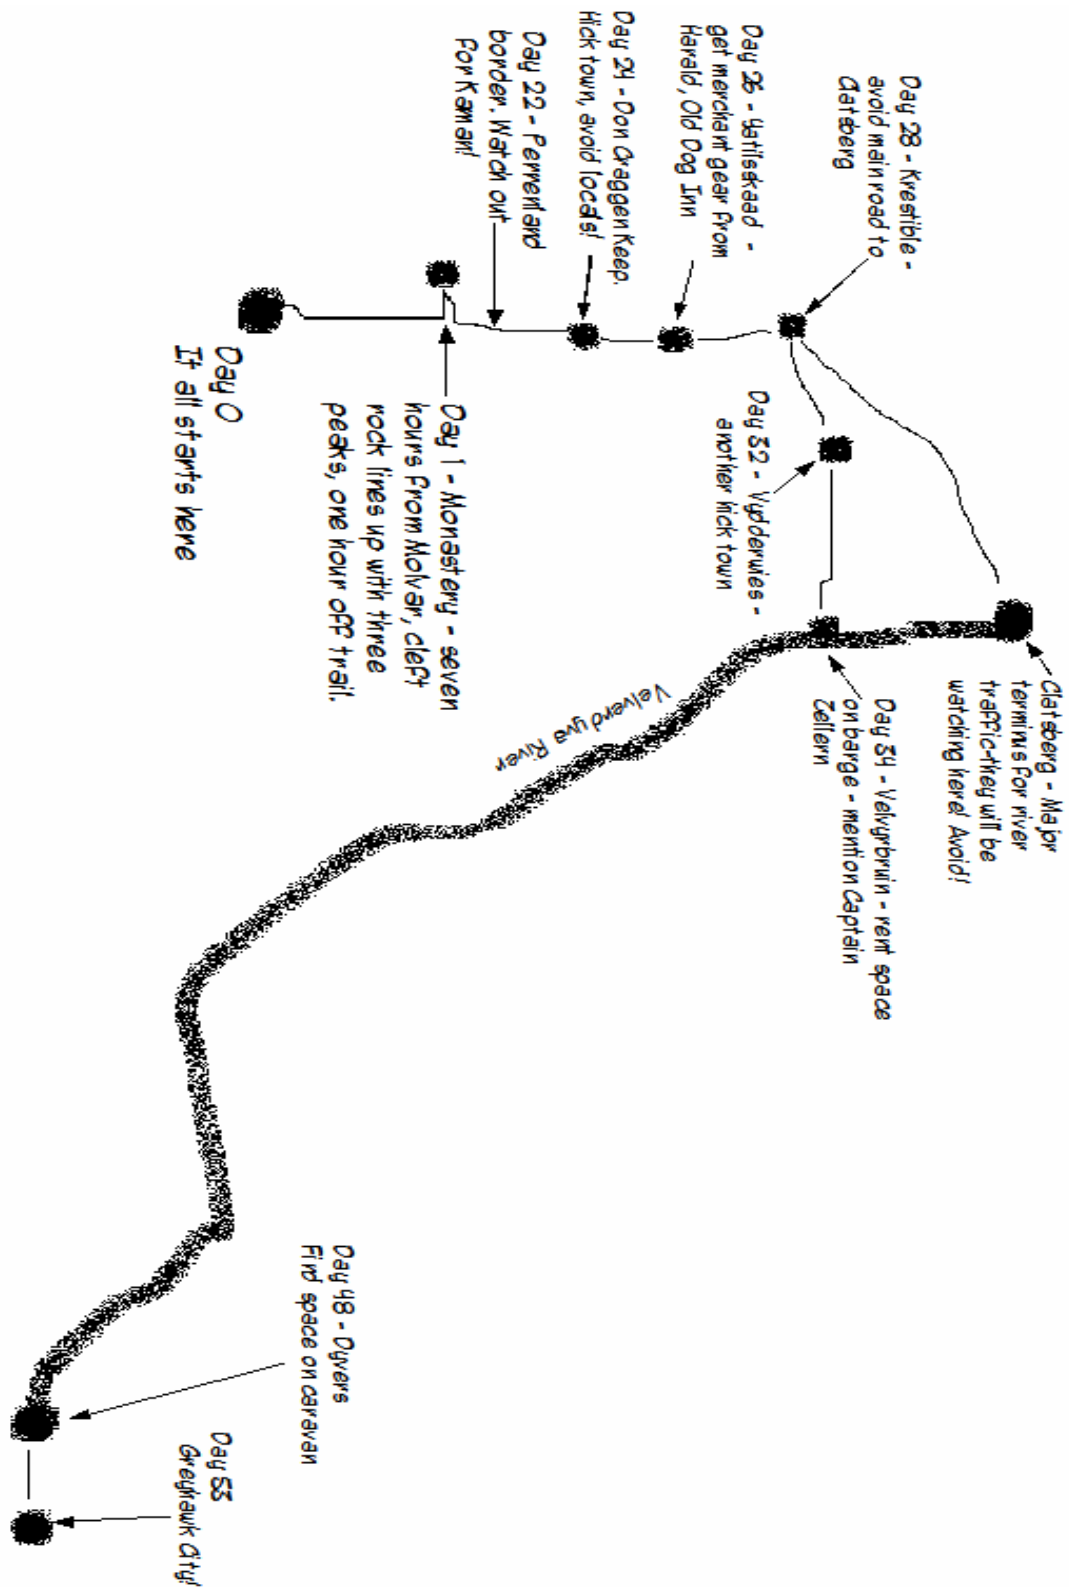 Day 0
It all starts here
Day 1 - Monastery - seven
hours from Molvar, cleft
rock lines up with three
peaks, one hour off trail.
Day 22 - Perrenland
border. Watch out
for Kaman!
Day 24 - Don Craggen Keep.
Hick town, avoid locals!
Day 26 - Yatilskaad -
get merchant gear from
Harald, Old Dog Inn
Day 28 - Krestible -
avoid main road to
Clatsberg
Day 32 - Vydderwies -
another hick town
Clatsberg - Major
terminus for river
traffic-they will be
watching here! Avoid!
Day 34 - Velvyrbruin - rent space
on barge - mention Captain
Zellern
Velverdyva River
Day 48 - Dyvers
Find space on caravan
Day 53
Greyhawk City!